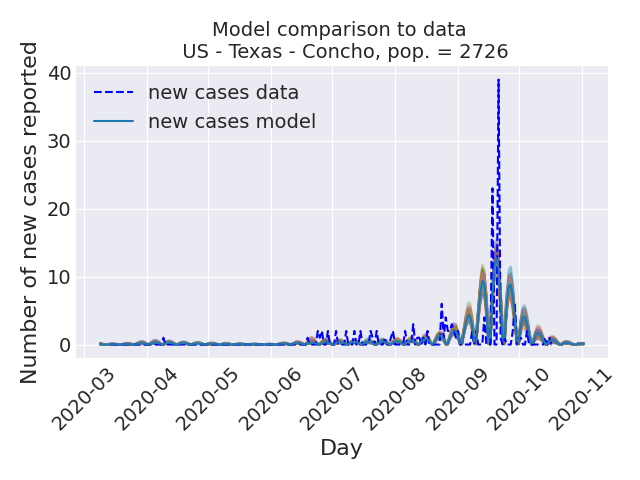 Model comparison to data
US - Texas - Concho, pop. = 2726
Number of new cases reported
40
30
20
10
0
new cases data
new cases model
2020-03
2020-04
2020-05
2020-06
2020-07
2020-08
2020-09
2020-10
2020-11
Day